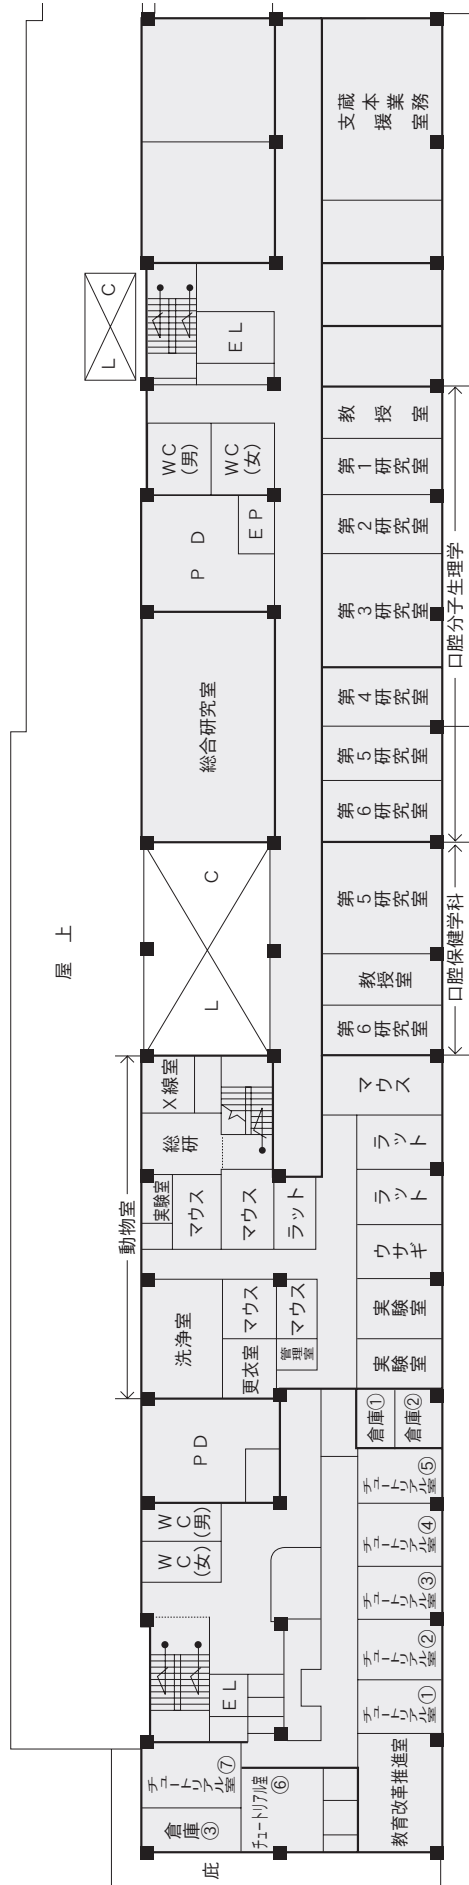 屋上
庇
倉庫
③
チュートリアル
室⑦
チュートリアル室
⑥
教育改革推進室
EL
WC
(女)
WC
(男)
チュートリアル
室①
チュートリアル
室②
チュートリアル
室③
チュートリアル
室④
チュートリアル
室⑤
倉庫①
倉庫②
PD
動物室
洗浄室
更衣室
マウス
管理
室
マウス
実験室
実験室
ウサギ
ラット
ラット
マウス
実験室
マウス
マウス
ラット
総研
X線室
LC
口腔保健学科
第6
研究室
教授室
第5
研究室
総合研究室
口腔分子生理学
第6
研究室
第5
研究室
第4
研究室
第3
研究室
第2
研究室
第1
研究室
教授室
PD
EP
WC
(男)
WC
(女)
EL
LC
蔵本業務
支援室